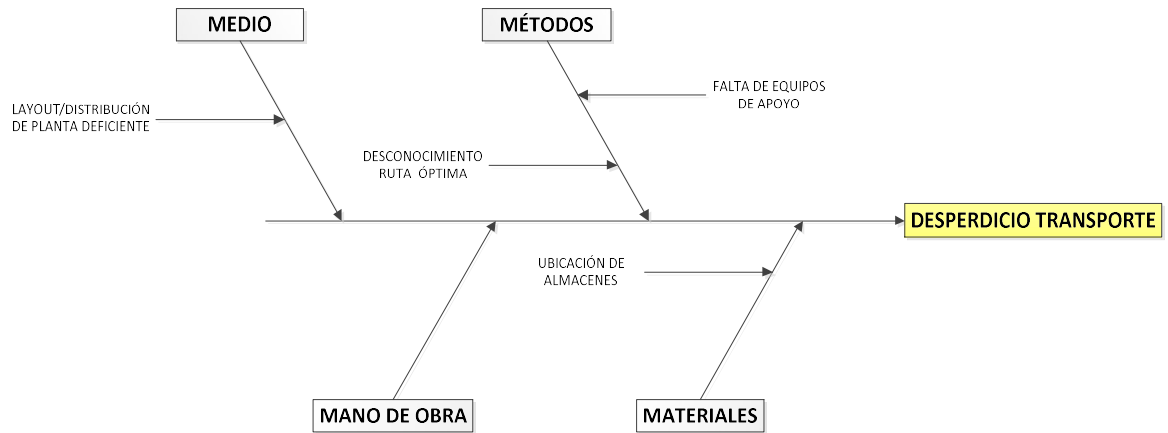 MEDIO
MÉTODOS
FALTA DE EQUIPOS
DE APOYO
LAYOUT/DISTRIBUCIÓN
DE PLANTA DEFICIENTE
DESCONOCIMIENTO
RUTA ÓPTIMA
DESPERDICIO TRANSPORTE
UBICACIÓN DE
ALMACENES
MANO DE OBRA
MATERIALES